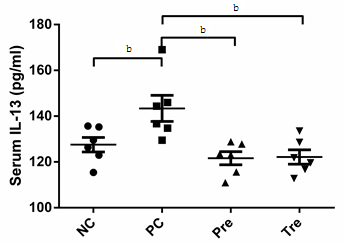 b
b
b
Serum IL-13 (pg/ml)
180
160
140
120
100
NC
PC
Pre
Tre